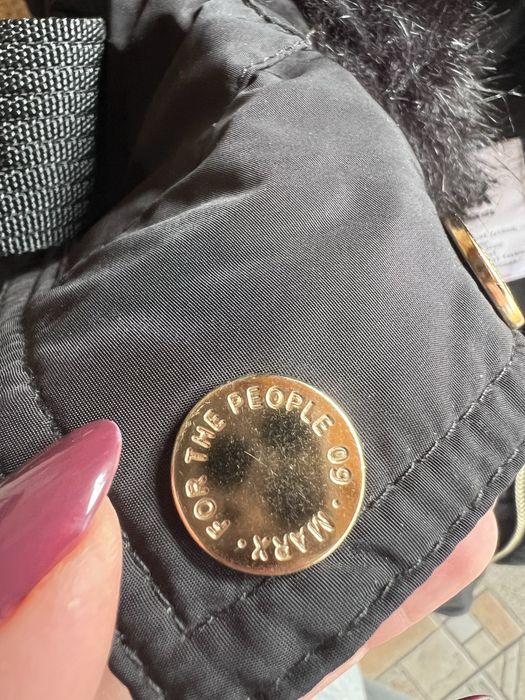 FOR THE PEOPLE 09 · MARX ·